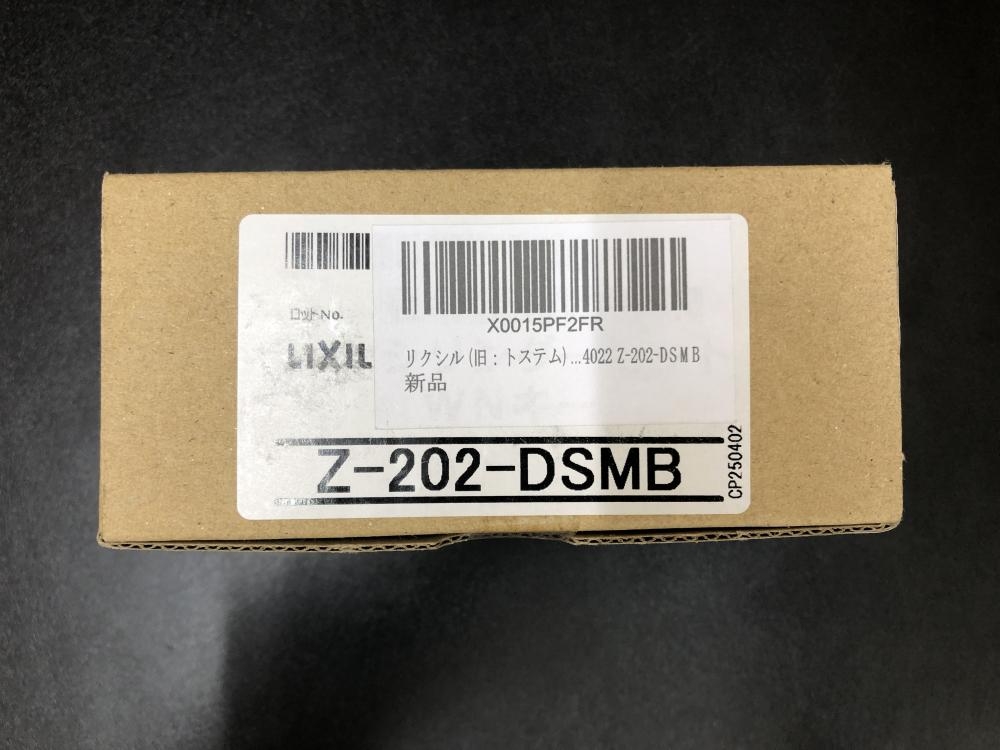 ロットNo.
LIXIL
X0015PF2FR
リクシル(旧：トステム)...4022 Z-202-DSMB
新品
Z-202-DSMB
CP250402